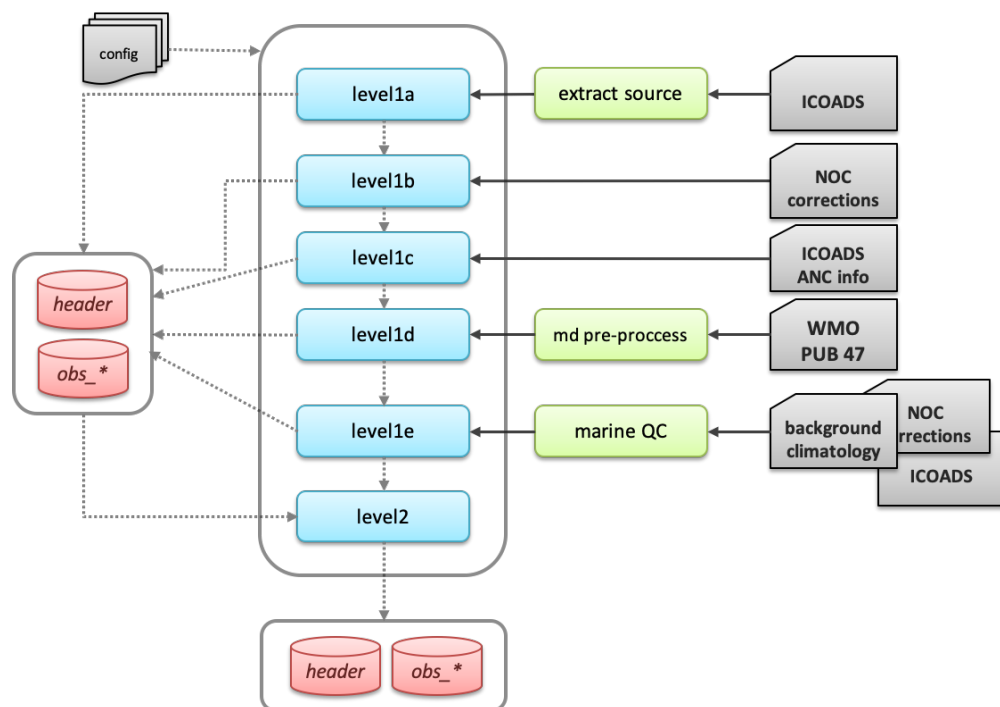 config
level1a
extract source
ICOADS
level1b
NOC
corrections
level1c
ICOADS
ANC info
header
obs_*
level1d
md pre-proccess
WMO
PUB 47
level1e
marine QC
background
climatology
NOC
rrections
ICOADS
level2
header
obs_*